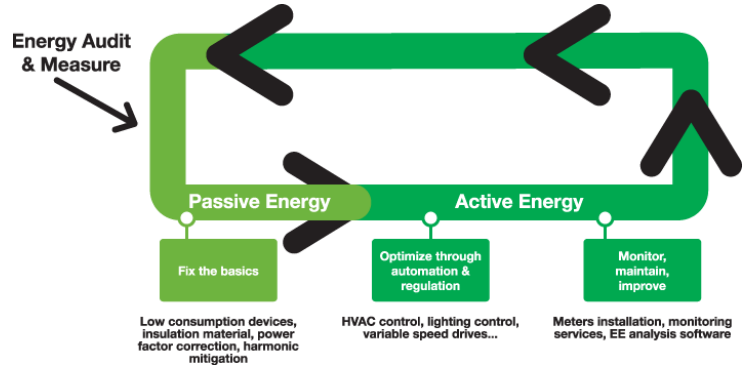 Energy Audit
& Measure
Passive Energy
Active Energy
Fix the basics
Optimize through
automation &
regulation
Monitor,
maintain,
improve
Low consumption devices,
insulation material, power
factor correction, harmonic
mitigation
HVAC control, lighting control,
variable speed drives...
Meters installation, monitoring
services, EE analysis software